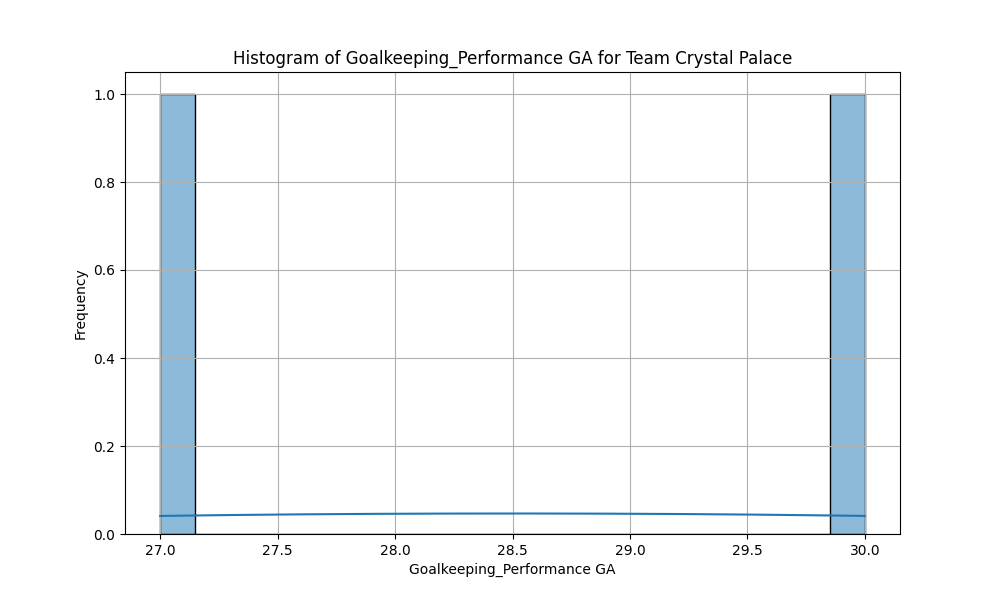 Histogram of Goalkeeping_Performance GA for Team Crystal Palace
1.0
0.8
0.6
0.4
0.2
0.0
Frequency
27.0 27.5 28.0 28.5 29.0 29.5 30.0
Goalkeeping_Performance GA